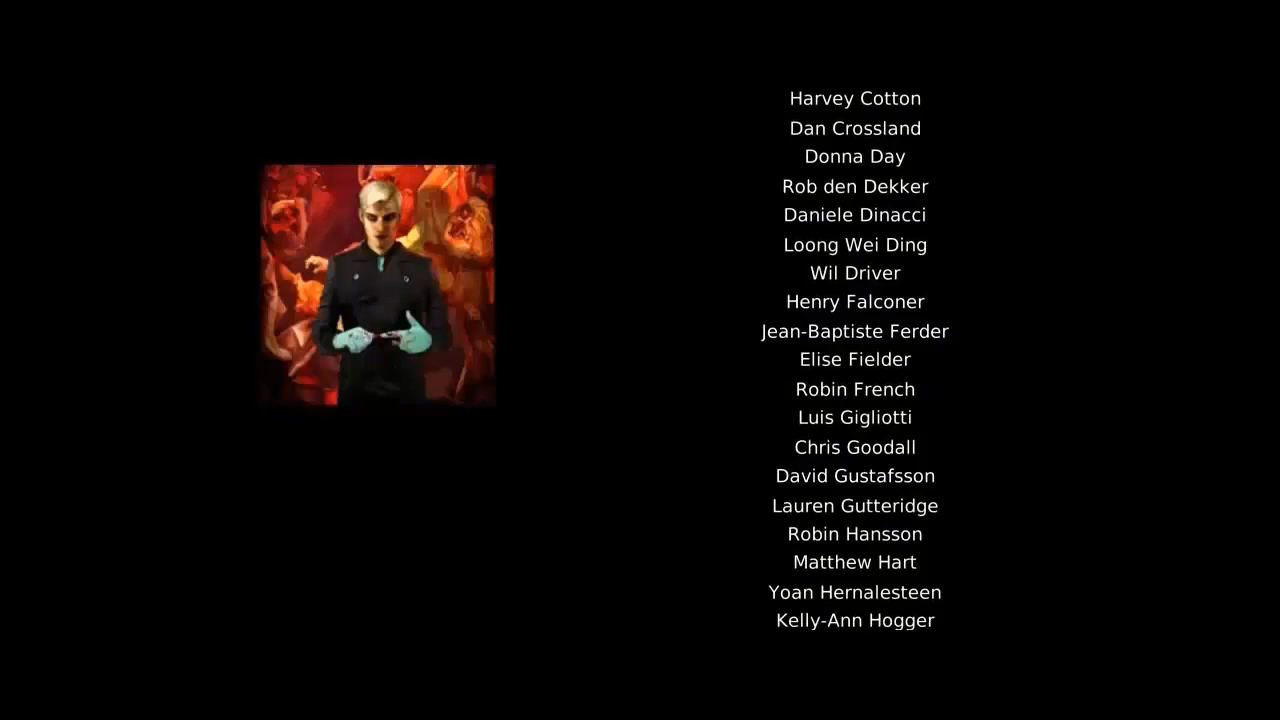 Harvey Cotton
Dan Crossland
Donna Day
Rob den Dekker
Daniele Dinacci
Loong Wei Ding
Wil Driver
Henry Falconer
Jean-Baptiste Ferder
Elise Fielder
Robin French
Luis Gigliotti
Chris Goodall
David Gustafsson
Lauren Gutteridge
Robin Hansson
Matthew Hart
Yoan Hernalesteen
Kelly-Ann Hogger